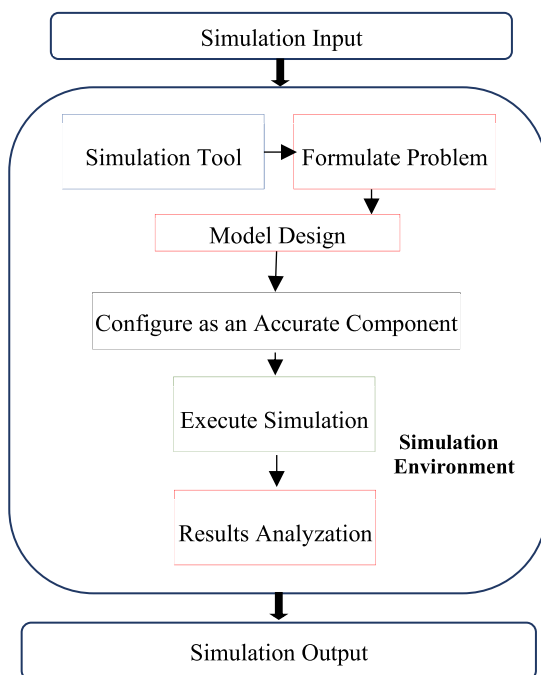 Simulation Input
Simulation Tool
Formulate Problem
Model Design
Configure as an Accurate Component
Execute Simulation
Simulation
Environment
Results Analyzation
Simulation Output